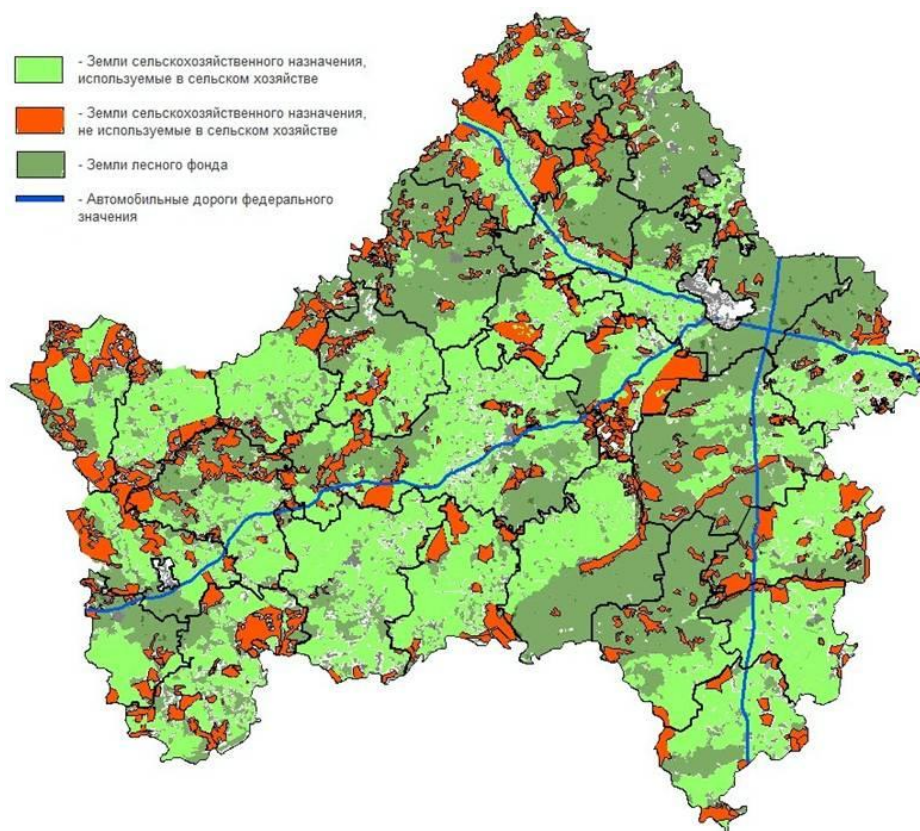 - Земли сельскохозяйственного назначения,
используемые в сельском хозяйстве
- Земли сельскохозяйственного назначения,
не используемые в сельском хозяйстве
- Земли лесного фонда
- Автомобильные дороги федерального
значения